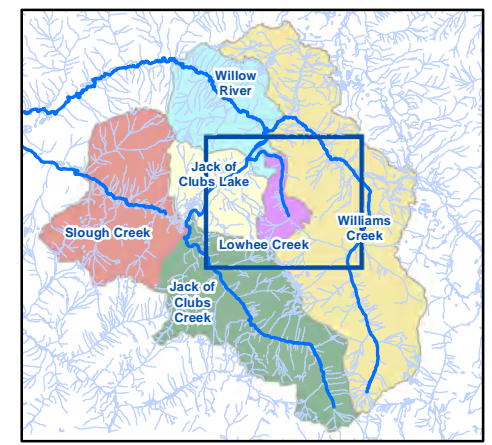 Willow
River
Jack of
Clubs Lake
Williams
Creek
Slough Creek
Lowhee Creek
Jack of
Clubs
Creek